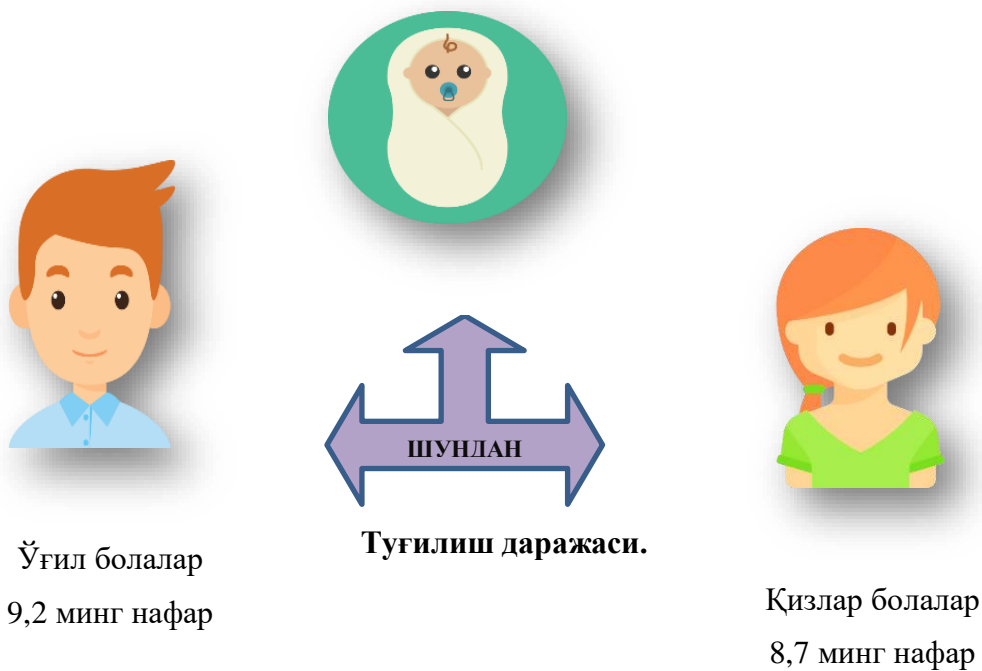 ШУНДАН
Туғилиш даражаси.
Ўғил болалар
9,2 минг нафар
Қизлар болалар
8,7 минг нафар